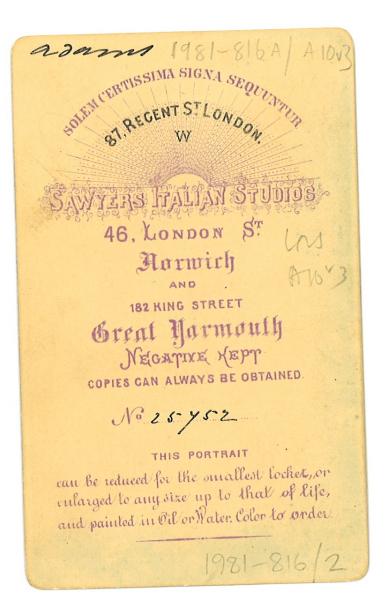 adams 1981-816A/A10v3
SOLEM CERTISSIMA SIGNA SEQUUNTUR
87, REGENT ST. LONDON.
W
SAWYERS ITALIAN STUDIOS
46, LONDON ST
Norwich
AND
182 KING STREET
Great Yarmouth
NEGATIVE KEPT
COPIES CAN ALWAYS BE OBTAINED.
A10v3
No 25752
THIS PORTRAIT
can be reduced for the smallest locket, or
enlarged to any size up to that of life,
and painted in Oil or Water. Color to order.
1981-816/2